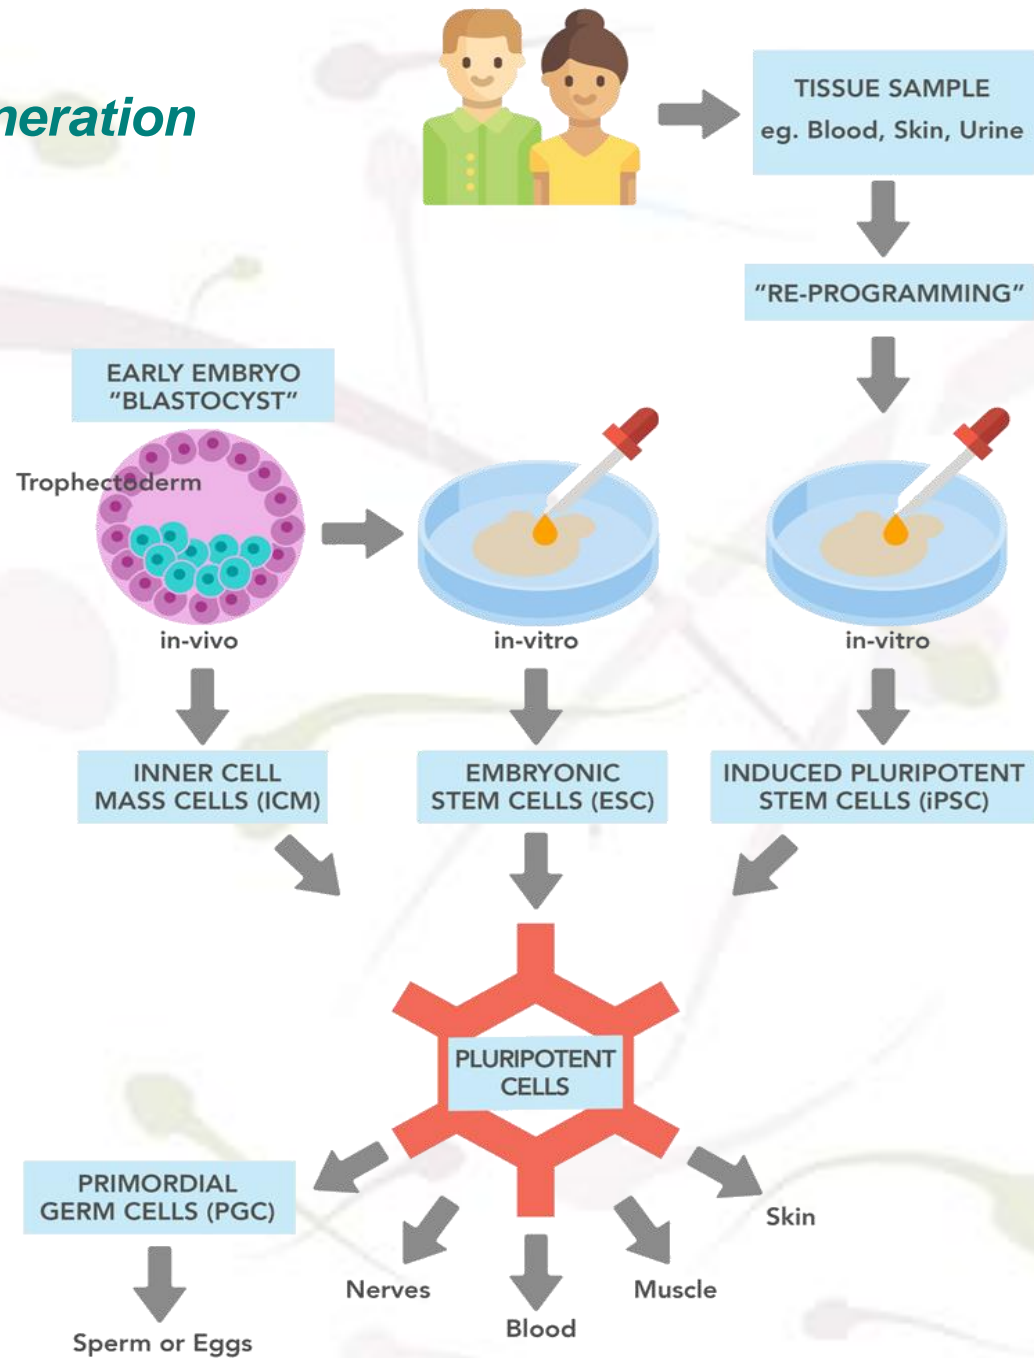 TISSUE SAMPLE
eg. Blood, Skin, Urine
"RE-PROGRAMMING"
EARLY EMBRYO
"BLASTOCYST"
Trophectoderm
in-vivo
in-vitro
in-vitro
INNER CELL
MASS CELLS (ICM)
EMBRYONIC
STEM CELLS (ESC)
INDUCED PLURIPOTENT
STEM CELLS (iPSC)
PLURIPOTENT
CELLS
PRIMORDIAL
GERM CELLS (PGC)
Skin
Nerves
Muscle
Blood
Sperm or Eggs